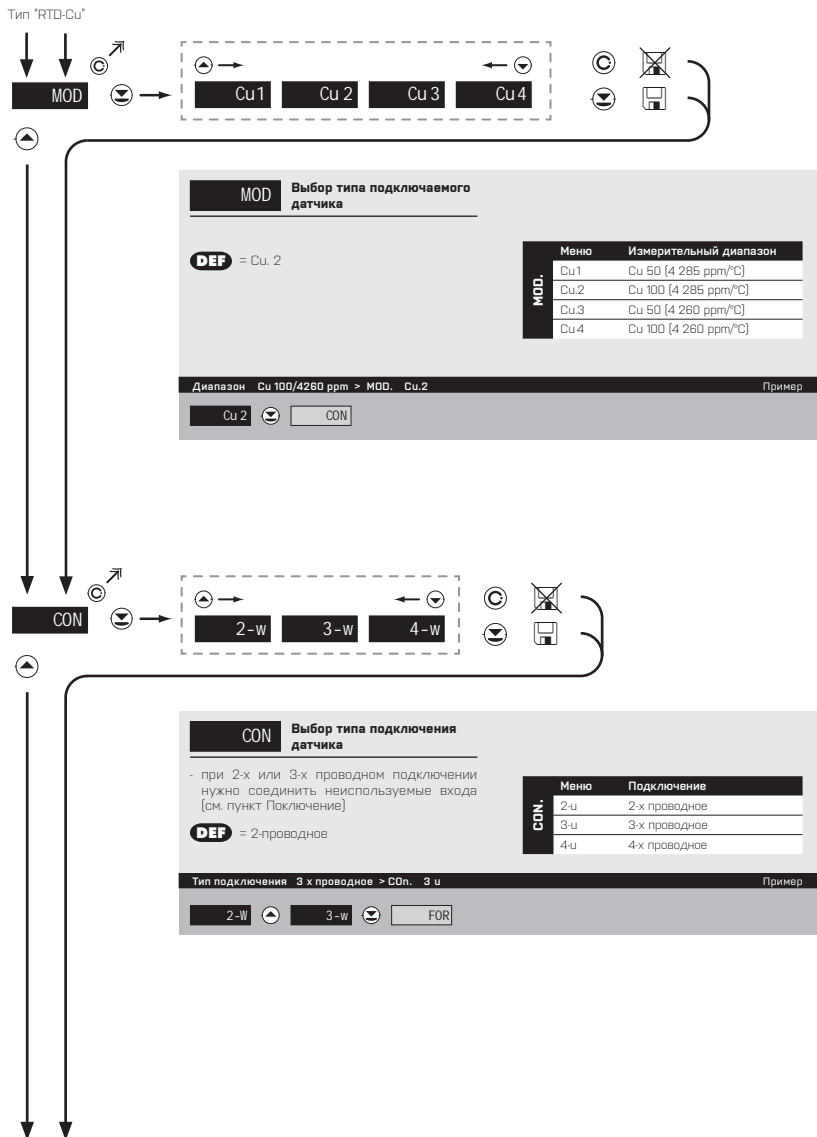 Тип "RTD-Cu"
MOD
Cu 1 Cu 2 Cu 3 Cu 4
MOD Выбор типа подключаемого
датчика
DEF = Cu. 2
MOD.
Меню Измерительный диапазон
Cu 1 Cu 50 (4 285 ppm/°C)
Cu.2 Cu 100 (4 285 ppm/°C)
Cu.3 Cu 50 (4 260 ppm/°C)
Cu 4 Cu 100 (4 260 ppm/°C)
Диапазон Cu 100/4260 ppm > MOD. Cu.2 Пример
Cu 2 CON
CON
2-w 3-w 4-w
CON Выбор типа подключения
датчика
- при 2-х или 3-х проводном подключении
нужно соединить неиспользуемые входа
(см. пункт Поключение)
DEF = 2-проводное
CON.
Меню Подключение
2-u 2-х проводное
3-u 3-х проводное
4-u 4-х проводное
Тип подключения 3 х проводное > COn. 3 u Пример
2-W 3-w FOR